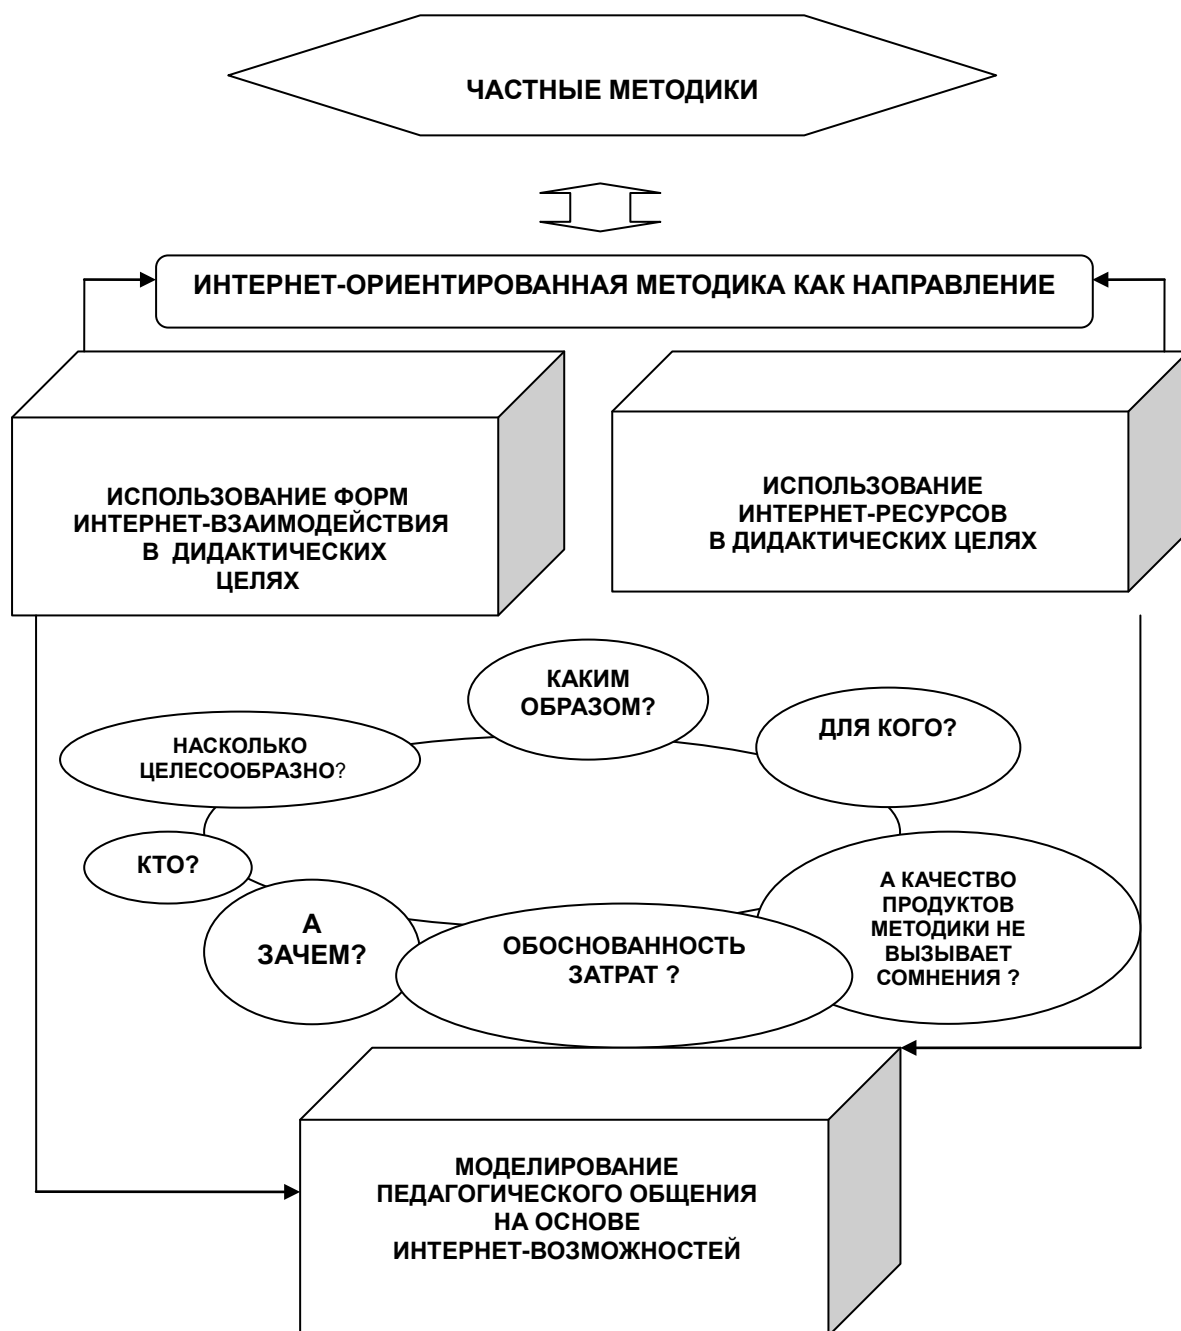 ЧАСТНЫЕ МЕТОДИКИ
ИНТЕРНЕТ-ОРИЕНТИРОВАННАЯ МЕТОДИКА КАК НАПРАВЛЕНИЕ
ИСПОЛЬЗОВАНИЕ ФОРМ
ИНТЕРНЕТ-ВЗАИМОДЕЙСТВИЯ
В ДИДАКТИЧЕСКИХ
ЦЕЛЯХ
ИСПОЛЬЗОВАНИЕ
ИНТЕРНЕТ-РЕСУРСОВ
В ДИДАКТИЧЕСКИХ ЦЕЛЯХ
КАКИМ
ОБРАЗОМ?
ДЛЯ КОГО?
НАСКОЛЬКО
ЦЕЛЕСООБРАЗНО?
КТО?
А
ЗАЧЕМ?
ОБОСНОВАННОСТЬ
ЗАТРАТ ?
А КАЧЕСТВО
ПРОДУКТОВ
МЕТОДИКИ НЕ
ВЫЗЫВАЕТ
СОМНЕНИЯ ?
МОДЕЛИРОВАНИЕ
ПЕДАГОГИЧЕСКОГО ОБЩЕНИЯ
НА ОСНОВЕ
ИНТЕРНЕТ-ВОЗМОЖНОСТЕЙ